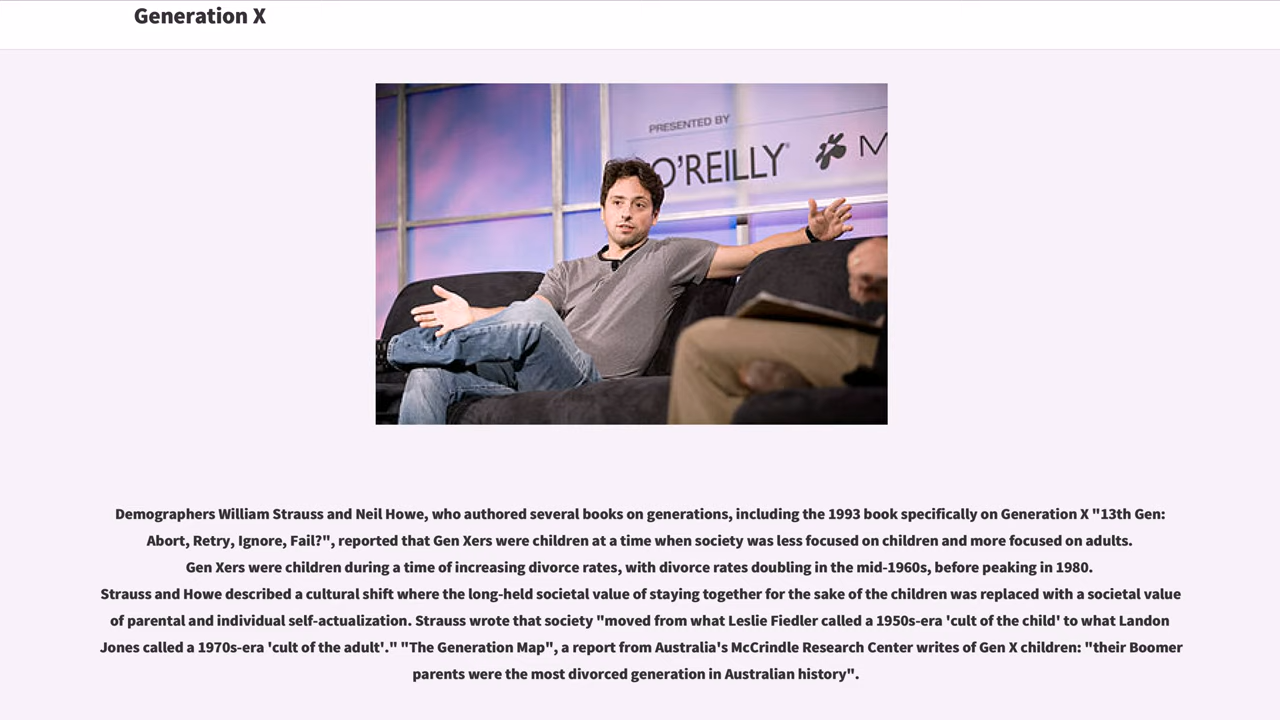 Generation X
PRESENTED BY
O'REILLY
M
Demographers William Strauss and Neil Howe, who authored several books on generations, including the 1993 book specifically on Generation X "13th Gen:
Abort, Retry, Ignore, Fail?", reported that Gen Xers were children at a time when society was less focused on children and more focused on adults.
Gen Xers were children during a time of increasing divorce rates, with divorce rates doubling in the mid-1960s, before peaking in 1980.
Strauss and Howe described a cultural shift where the long-held societal value of staying together for the sake of the children was replaced with a societal value
of parental and individual self-actualization. Strauss wrote that society "moved from what Leslie Fiedler called a 1950s-era 'cult of the child' to what Landon
Jones called a 1970s-era 'cult of the adult'." "The Generation Map", a report from Australia's McCrindle Research Center writes of Gen X children: "their Boomer
parents were the most divorced generation in Australian history".